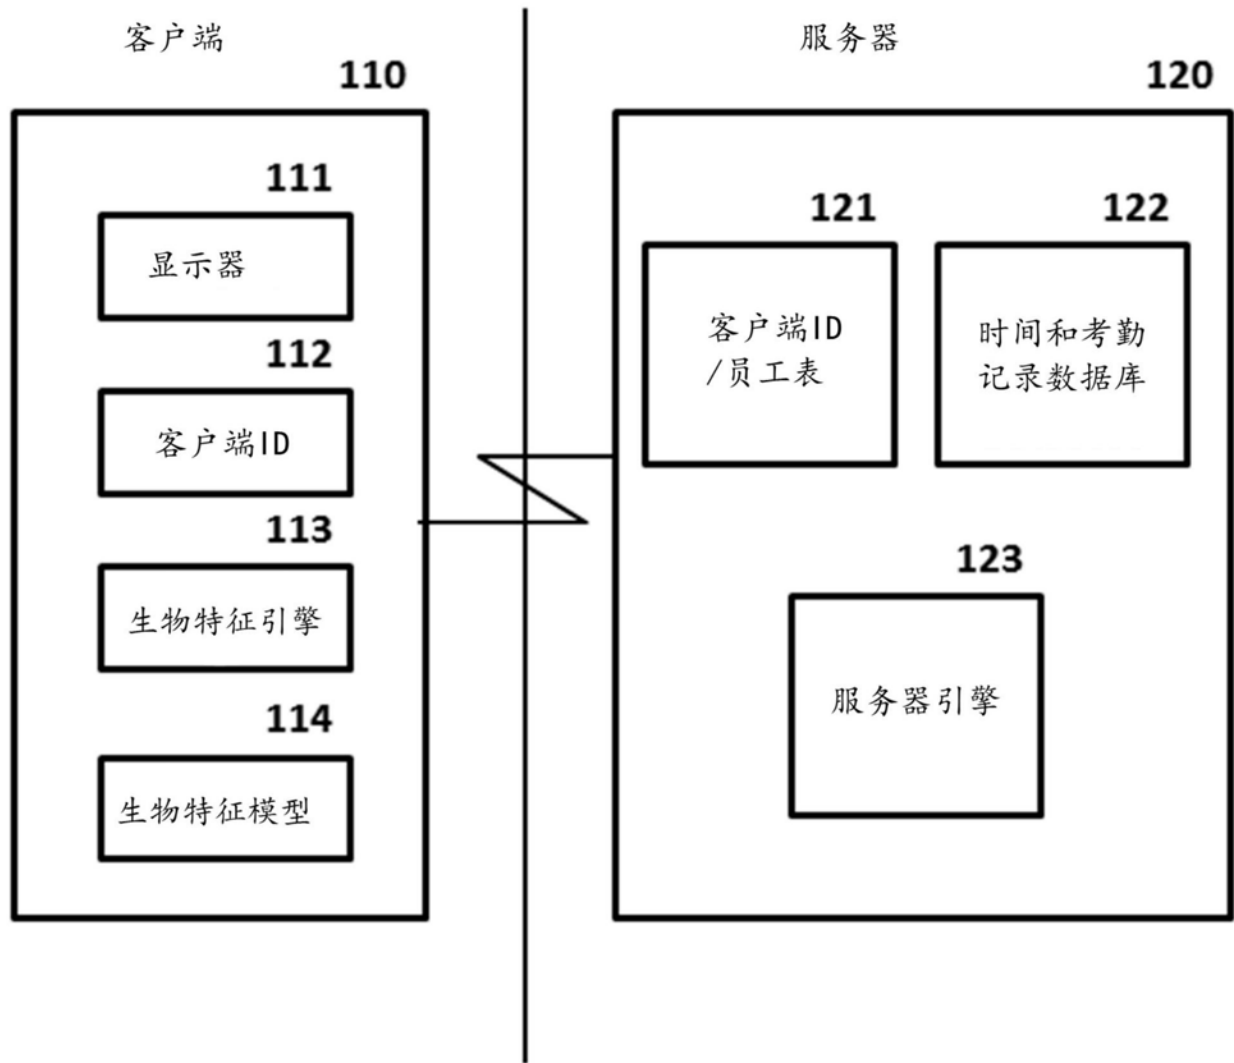 客户端
110
111
显示器
112
客户端ID
113
生物特征引擎
114
生物特征模型
服务器
120
121
客户端ID
/员工表
122
时间和考勤
记录数据库
123
服务器引擎